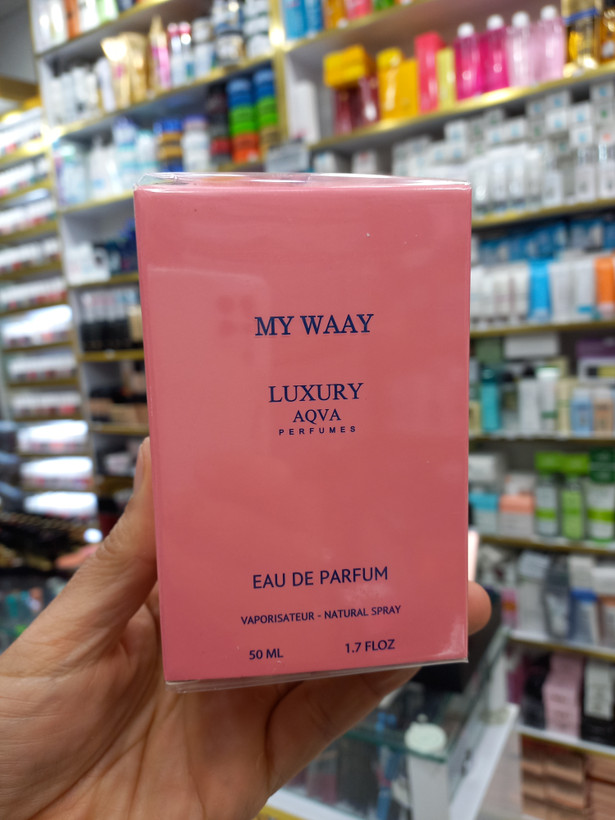 MY WAAY
LUXURY
AQVA
PERFUMES
EAU DE PARFUM
VAPORISATEUR - NATURAL SPRAY
50 ML 1.7 FLOZ